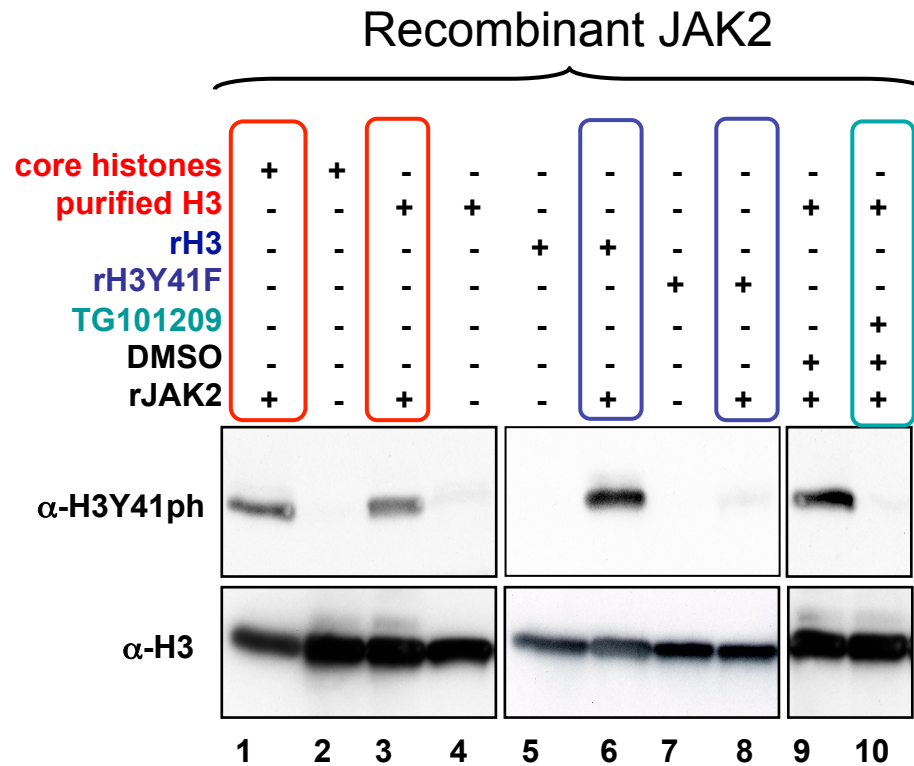 Recombinant JAK2
core histones + + - - - - - - - -
purified H3 - - + + - - - - + +
rH3 - - - - + + - - - -
rH3Y41F - - - - - - + + - -
TG101209 - - - - - - - - - +
DMSO - - - - - - - - + +
rJAK2 + - + - - + - + + +
α-H3Y41ph
α-H3
1 2 3 4 5 6 7 8 9 10